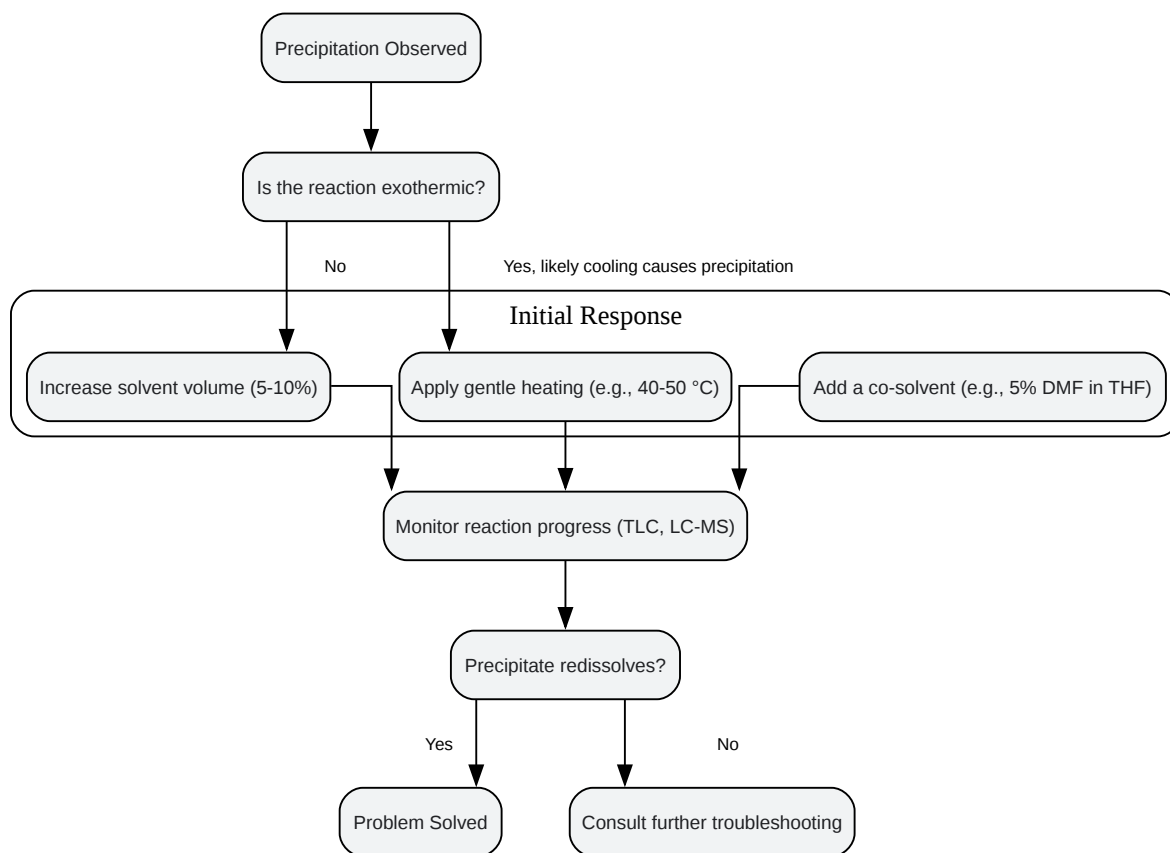 Precipitation Observed
Is the reaction exothermic?
No
Yes, likely cooling causes precipitation
Initial Response
Increase solvent volume (5-10%)
Apply gentle heating (e.g., 40-50 °C)
Add a co-solvent (e.g., 5% DMF in THF)
Monitor reaction progress (TLC, LC-MS)
Precipitate redissolves?
Yes
No
Problem Solved
Consult further troubleshooting